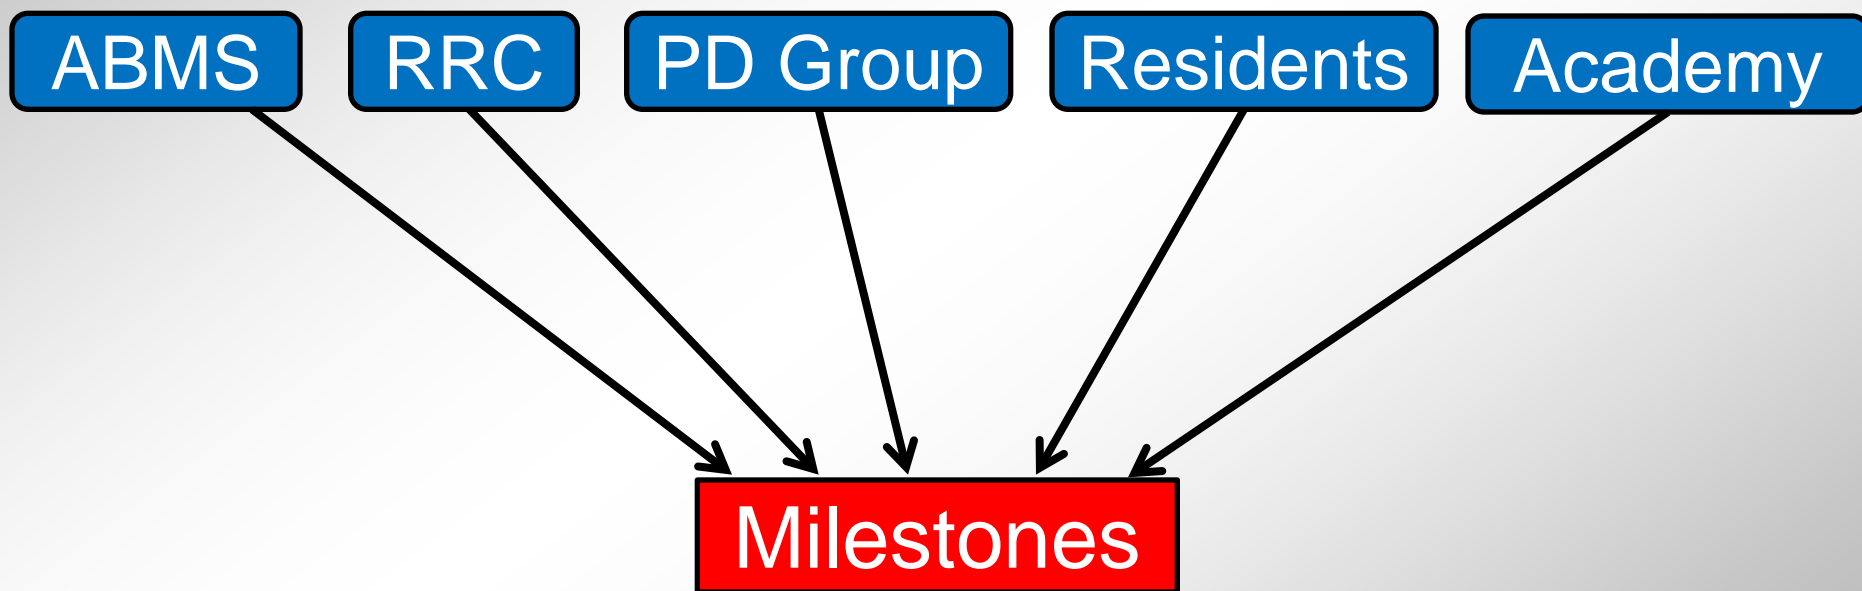 ABMS
RRC
PD Group
Residents
Academy
Milestones